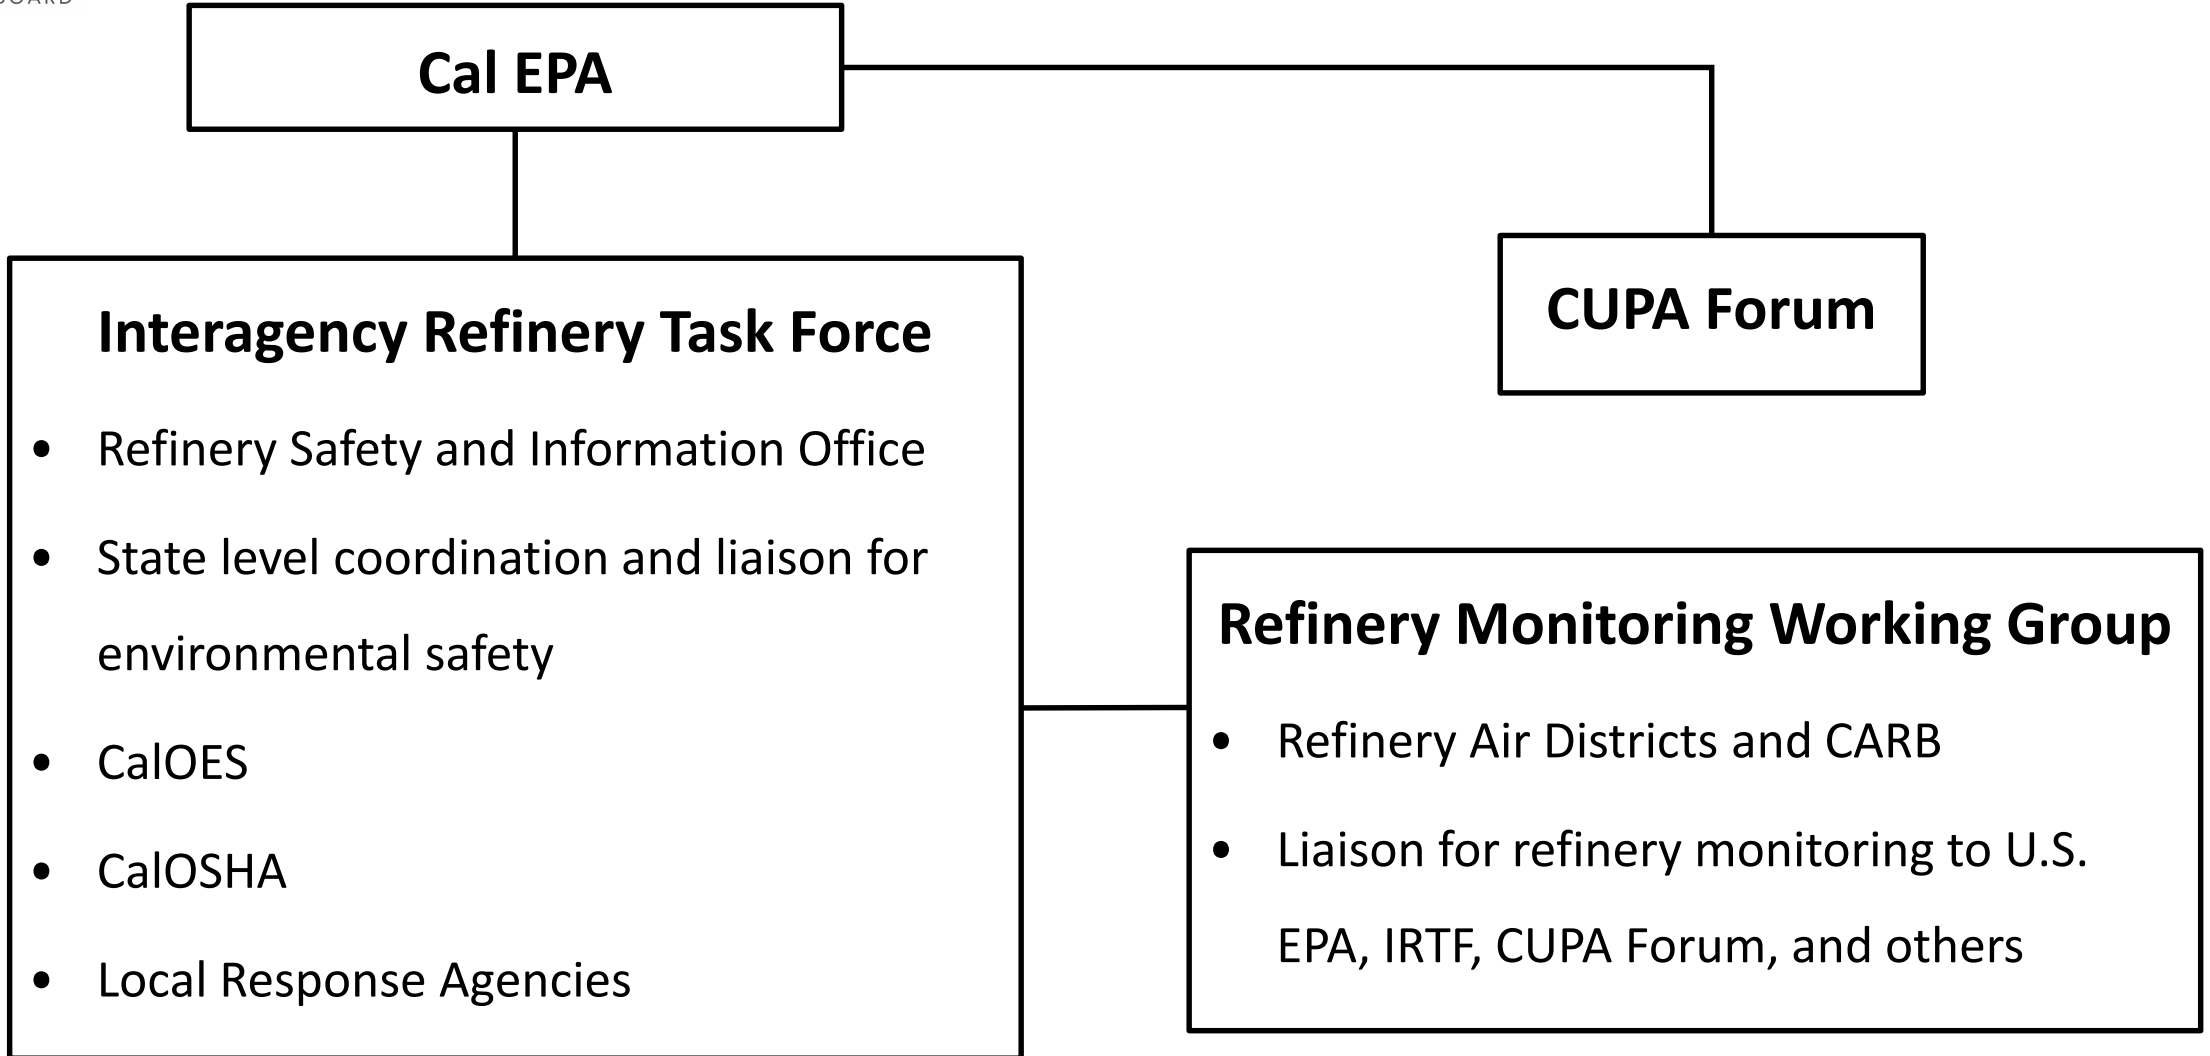 Cal EPA
CUPA Forum
Interagency Refinery Task Force
• Refinery Safety and Information Office
• State level coordination and liaison for
environmental safety
• CalOES
• CalOSHA
• Local Response Agencies
Refinery Monitoring Working Group
• Refinery Air Districts and CARB
• Liaison for refinery monitoring to U.S.
EPA, IRTF, CUPA Forum, and others